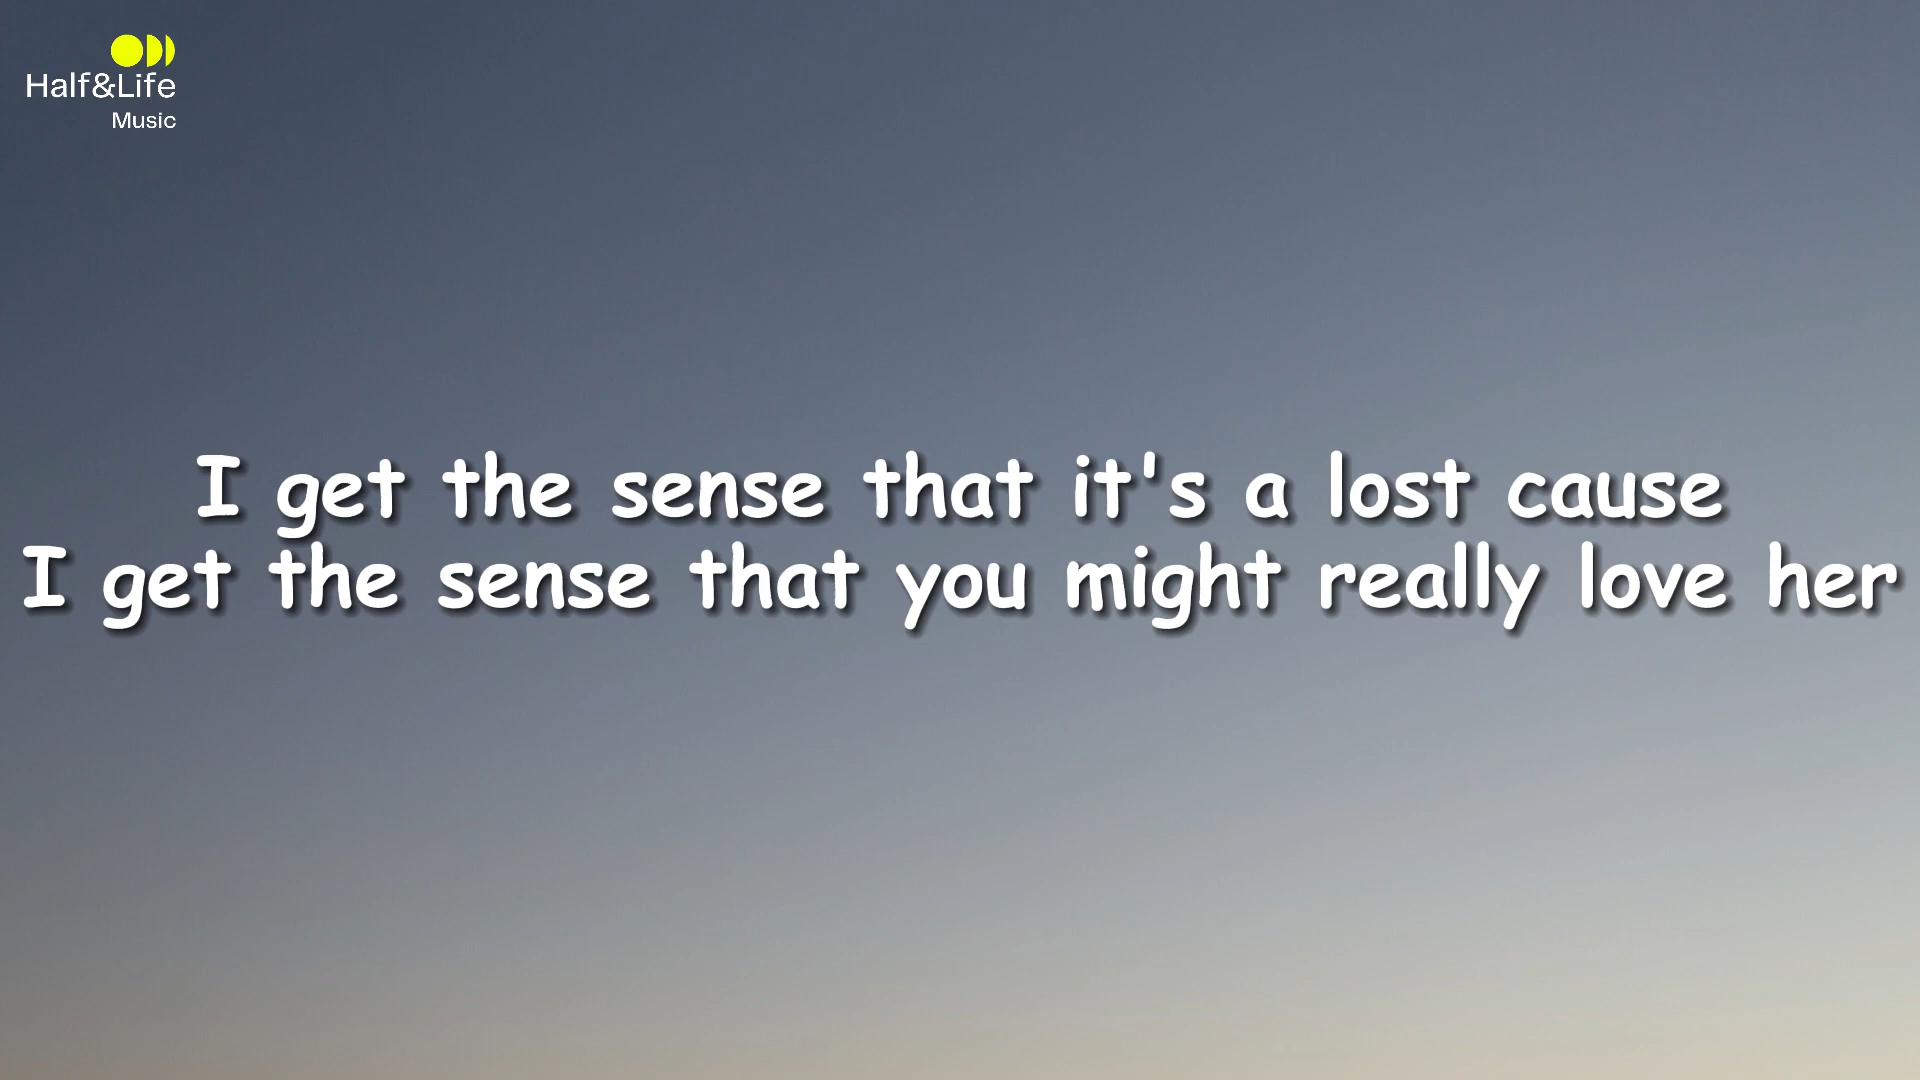 Half&Life
Music
I get the sense that it's a lost cause
I get the sense that you might really love her